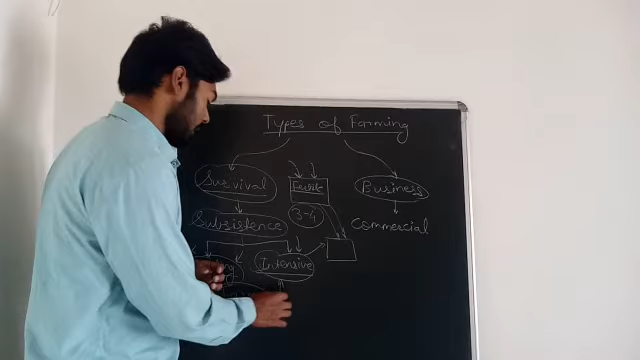 Types of Farming
Survival
Business
3-4
Subsistence
Commercial
Intensive